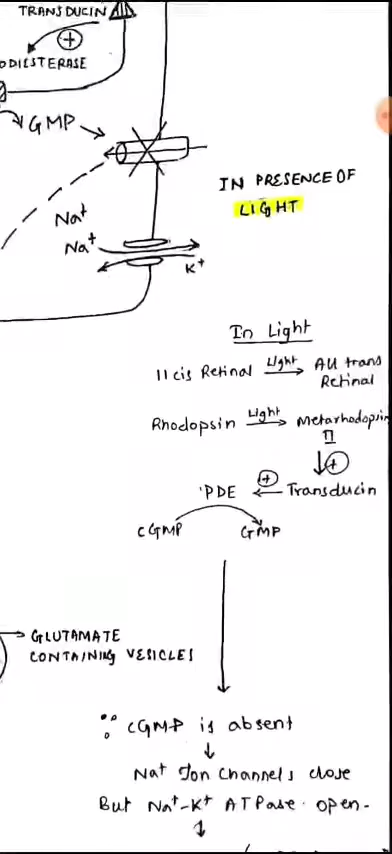 TRANSDUCIN
+
ODIESTERASE
GMP
Na+
Na+
K+
IN PRESENCE OF
LIGHT
In Light
11 cis Retinal Light → All trans
Retinal
Rhodopsin Light → Metarhodopsin
II
↓ +
PDE ← + Transducin
cGMP GMP
→ GLUTAMATE
CONTAINING VESICLES
∵ cGMP is absent
↓
Na+ Ion Channels close
But Na+-K+ ATPase open-
↓